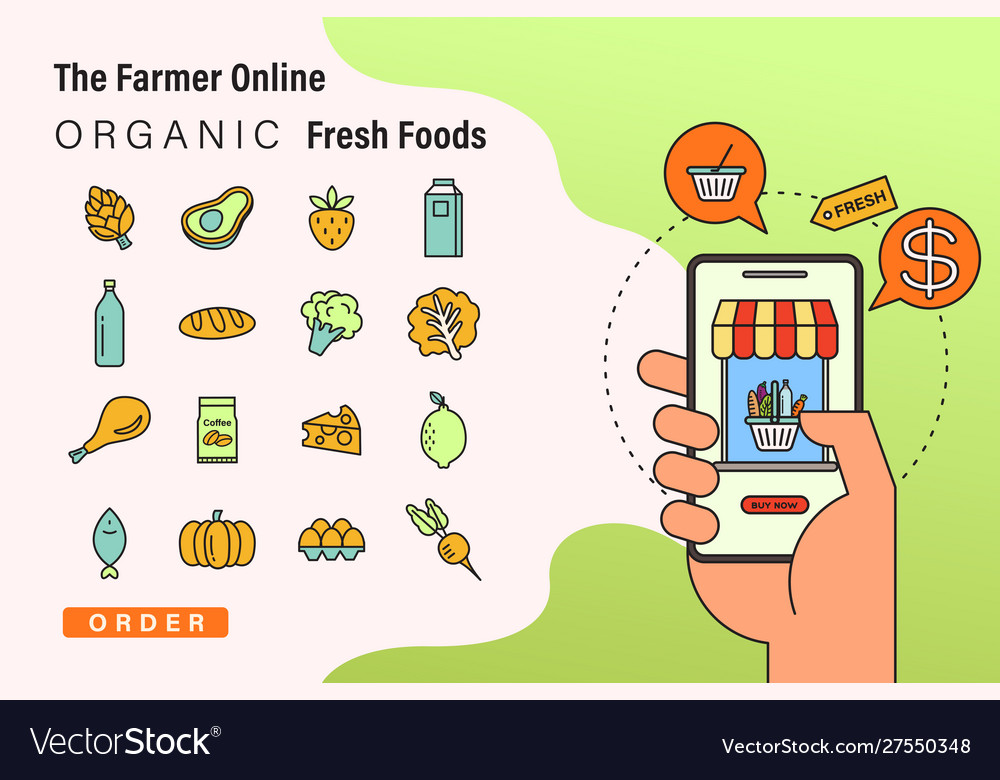 The Farmer Online
ORGANIC Fresh Foods
FRESH
$
Coffee
BUY NOW
ORDER
VectorStock®
VectorStock.com/27550348